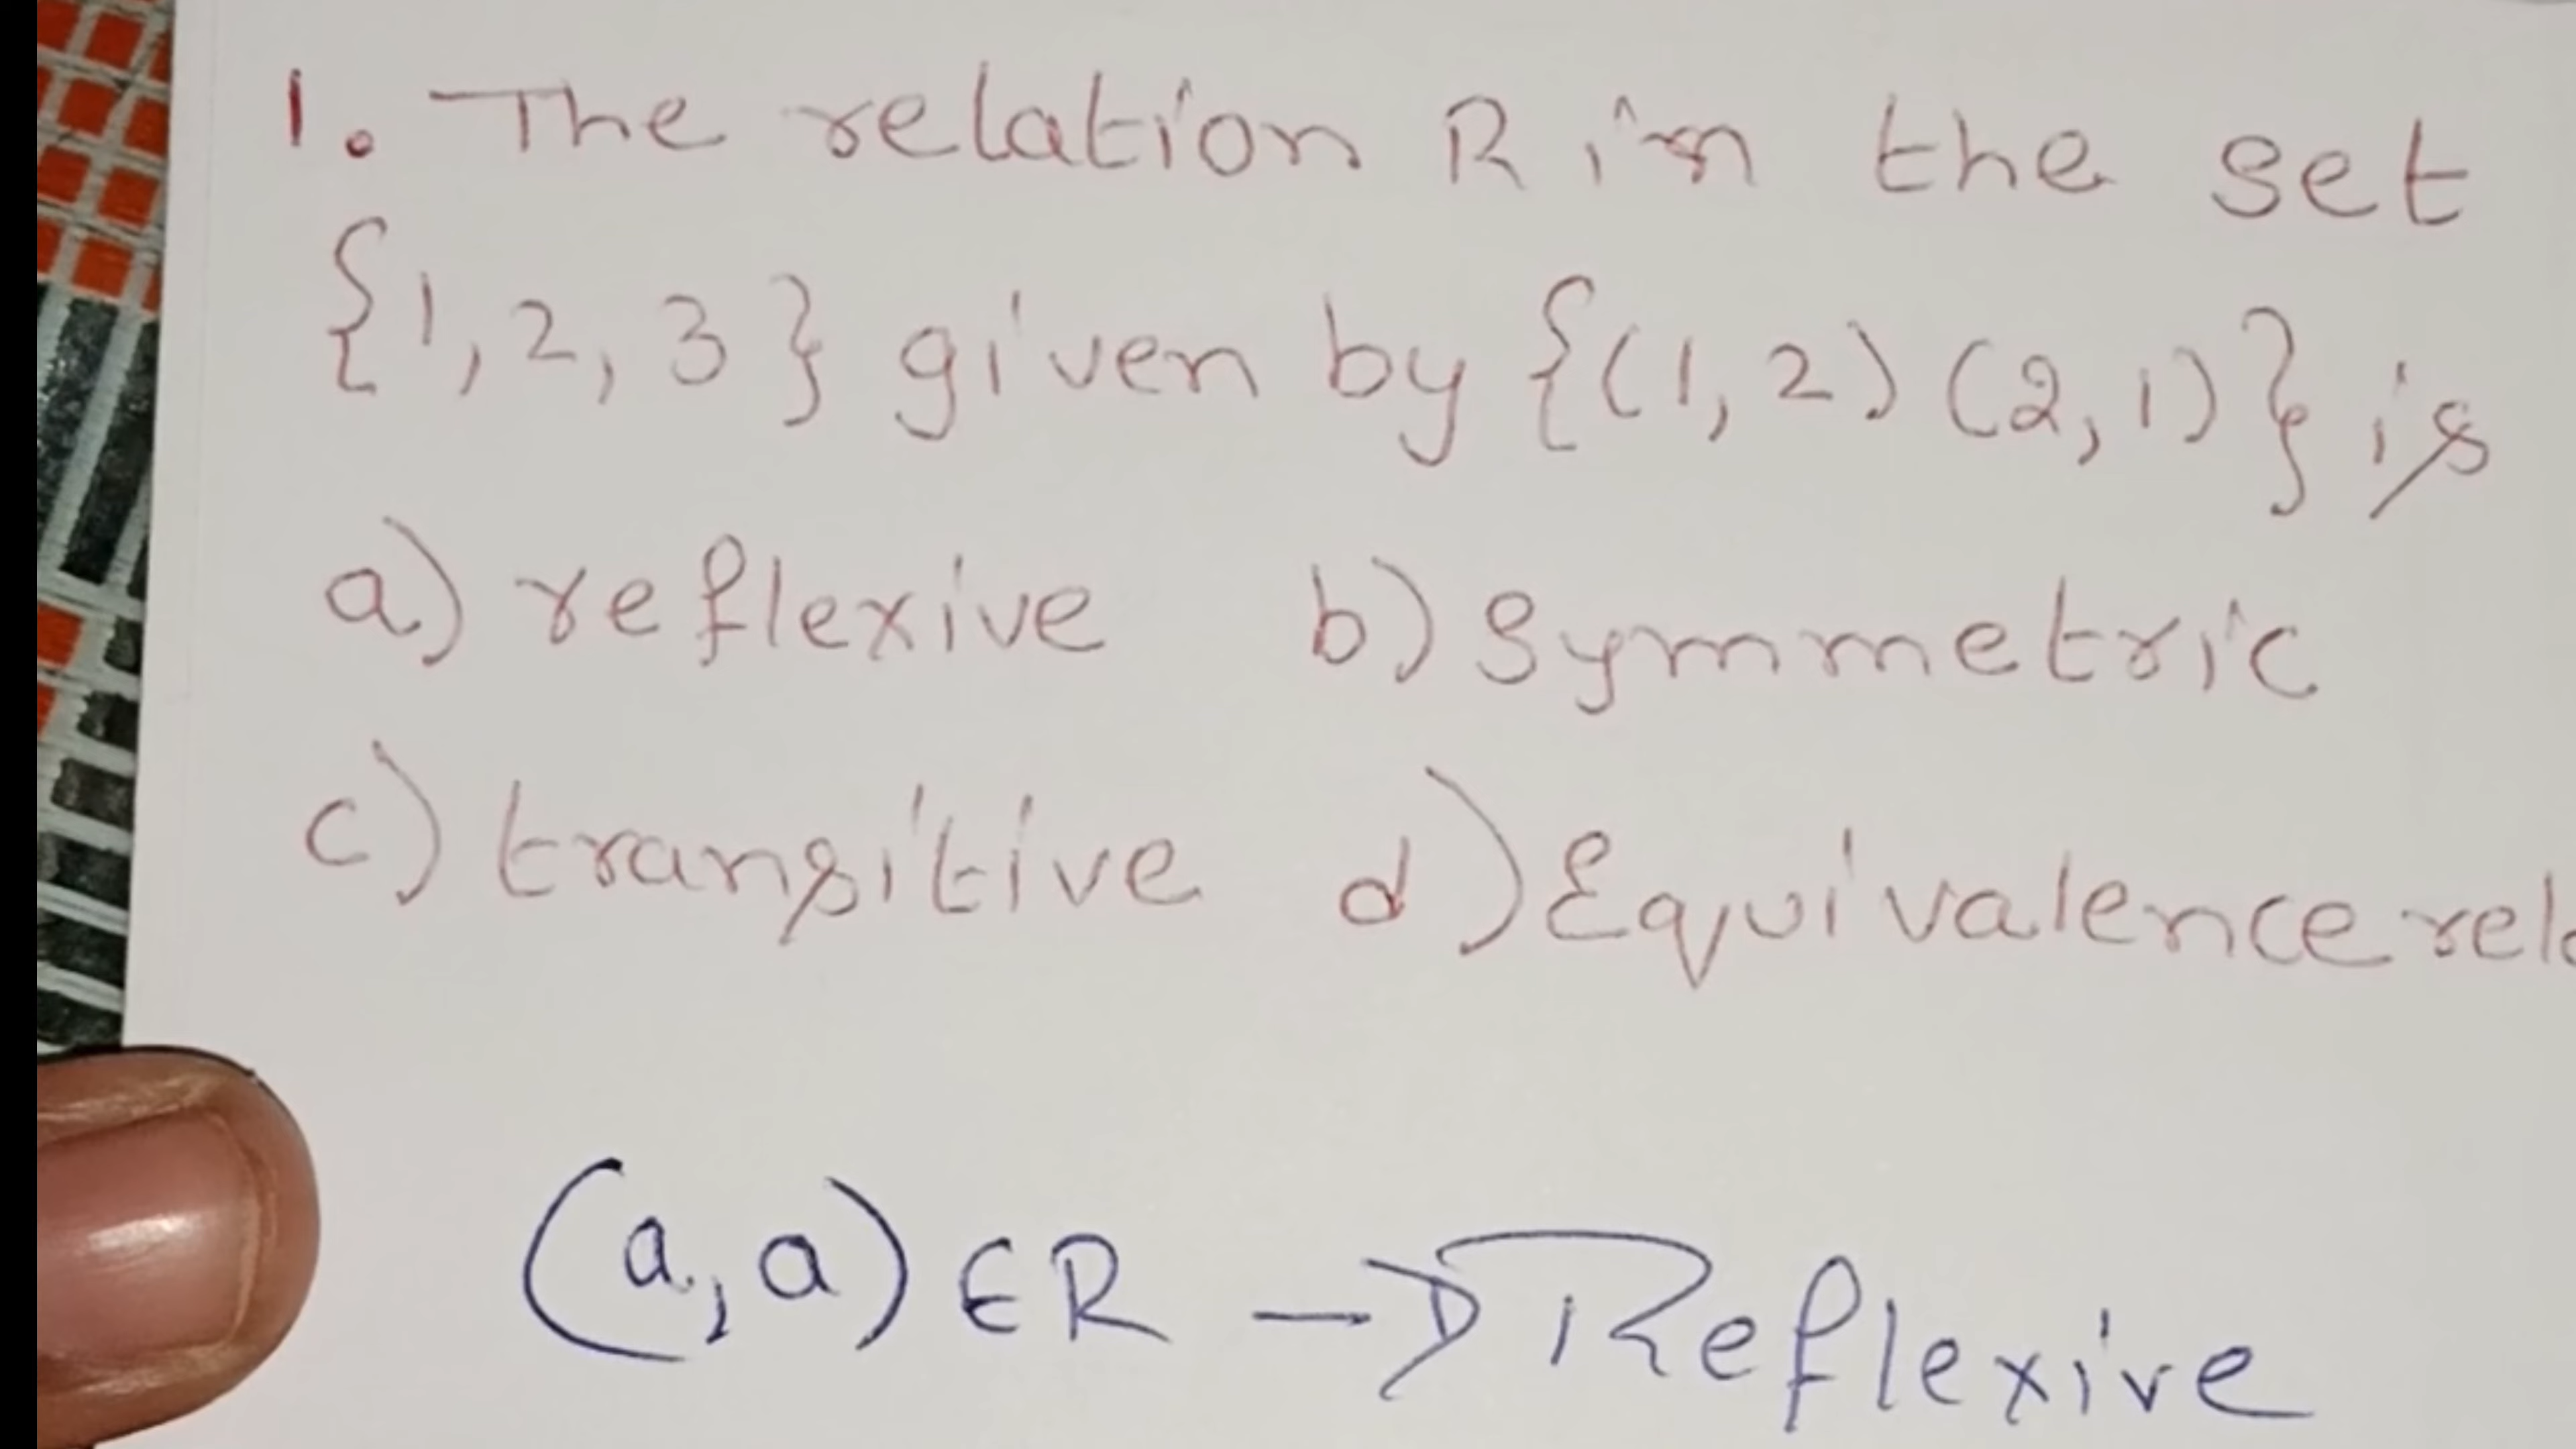 1. The relation R in the set
{1, 2, 3} given by {(1, 2) (2, 1)} is
a) reflexive b) Symmetric
c) transitive d) Equivalence
(a, a) ∈ R → Reflexive